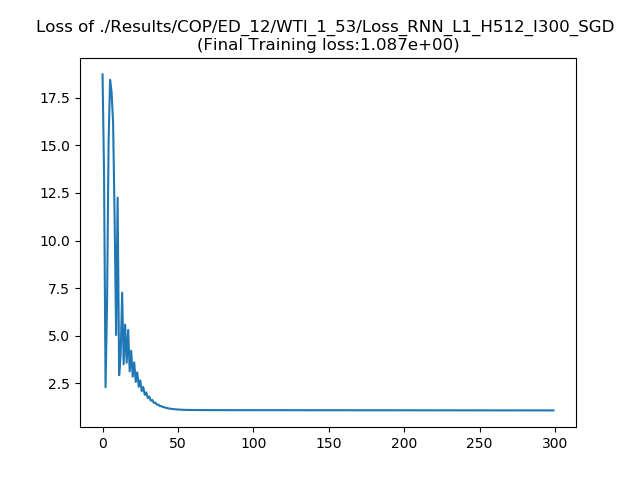 Loss of ./Results/COP/ED_12/WTI_1_53/Loss_RNN_L1_H512_I300_SGD
(Final Training loss:1.087e+00)
17.5
15.0
12.5
10.0
7.5
5.0
2.5
0 50 100 150 200 250 300